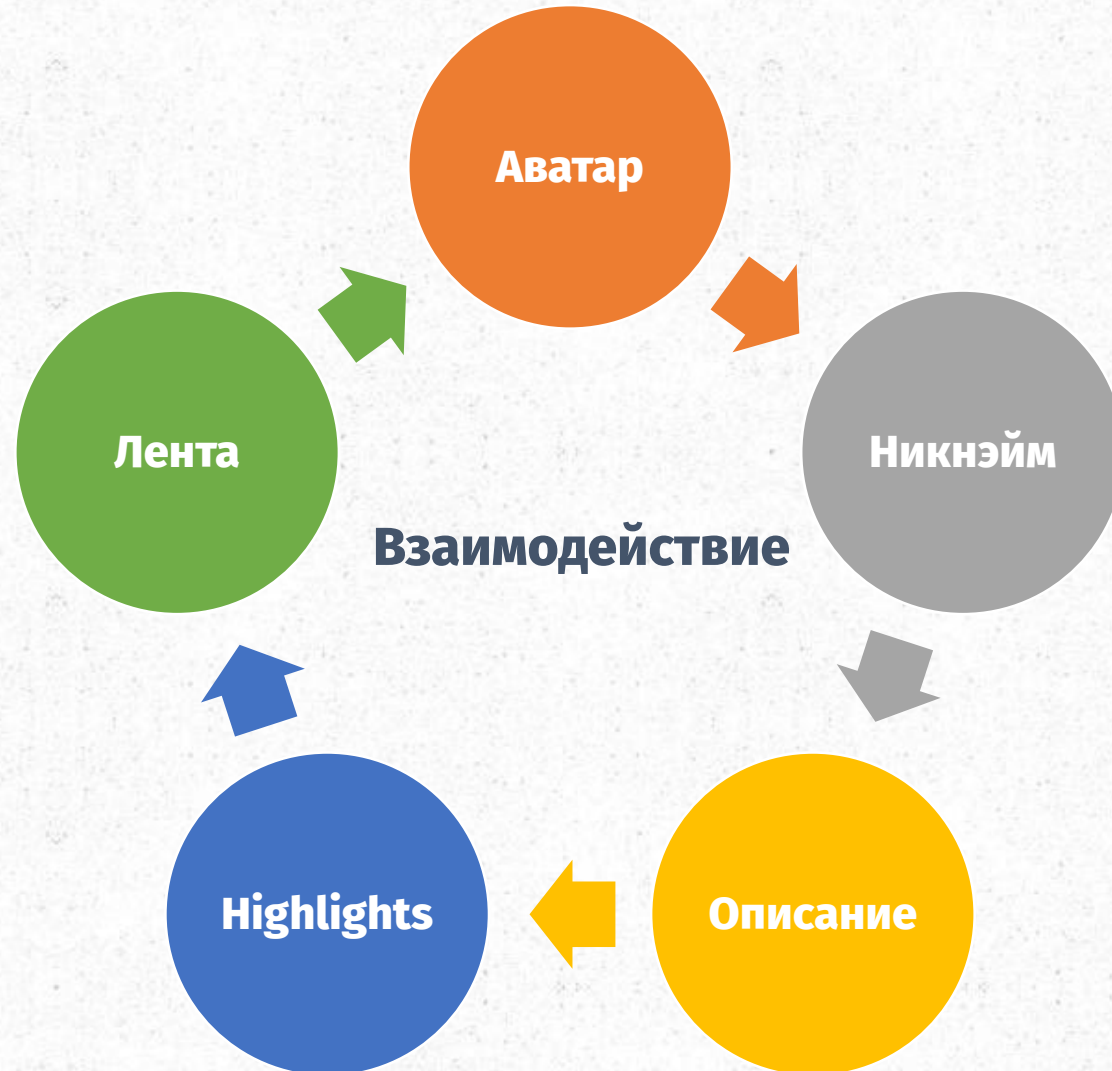 Аватар
Никнэйм
Описание
Highlights
Лента
Взаимодействие